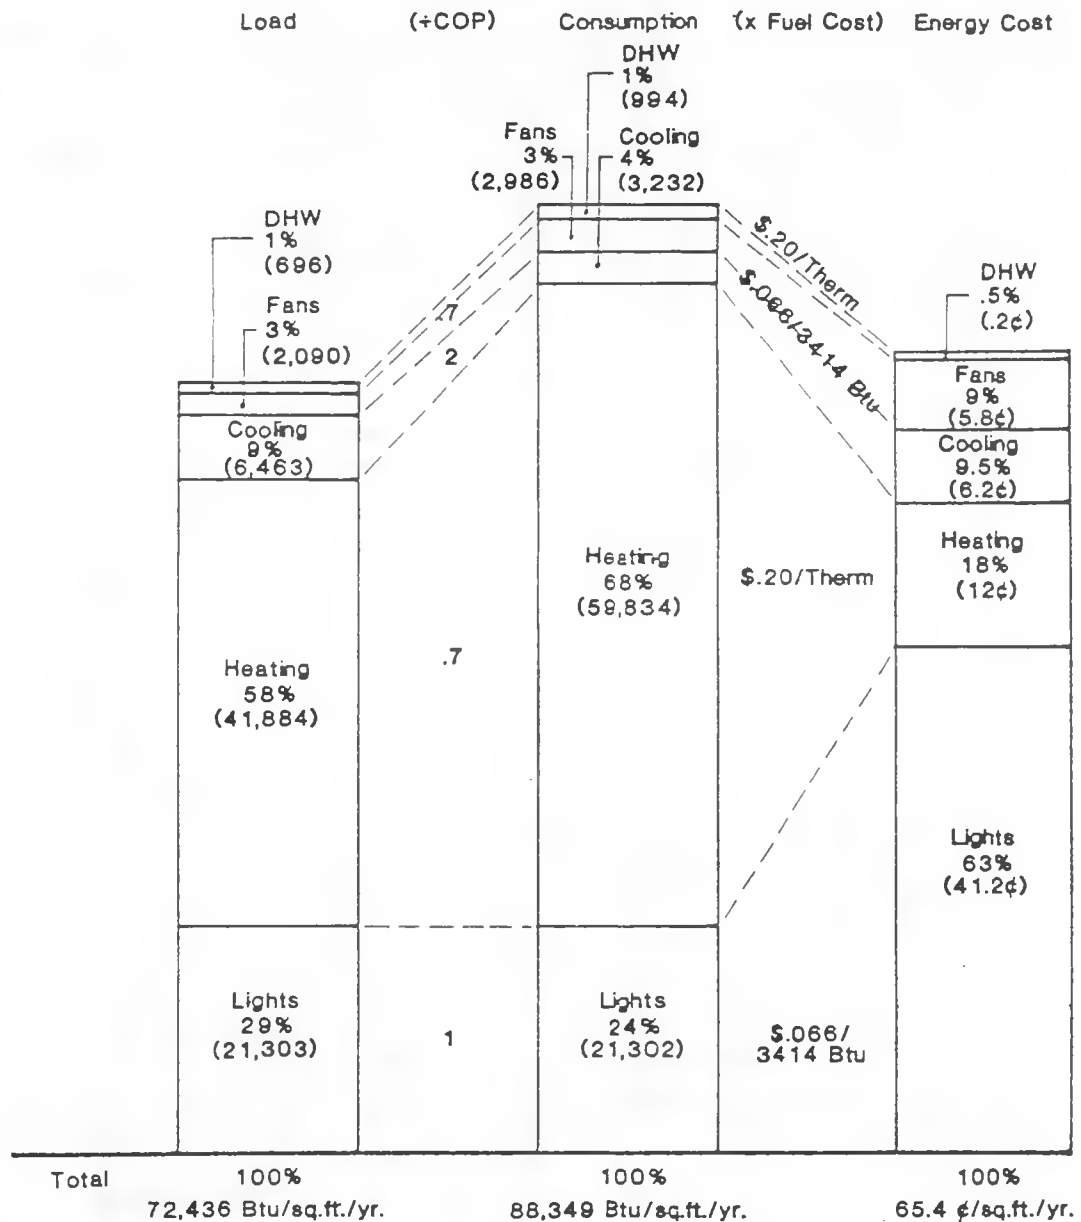 Load (÷COP) Consumption (x Fuel Cost) Energy Cost
DHW
1%
(994)
Fans
3%
(2,986)
Cooling
4%
(3,232)
DHW
1%
(696)
Fans
3%
(2,090)
Cooling
9%
(6,463)
Heating
58%
(41,884)
Lights
29%
(21,303)
.7
2
.7
1
Heating
68%
(59,834)
Lights
24%
(21,302)
$.20/Therm
$.066/3414 Btu
$.20/Therm
$.066/
3414 Btu
DHW
.5%
(.2¢)
Fans
9%
(5.8¢)
Cooling
9.5%
(6.2¢)
Heating
18%
(12¢)
Lights
63%
(41.2¢)
Total 100% 100% 100%
72,436 Btu/sq.ft./yr. 88,349 Btu/sq.ft./yr. 65.4 ¢/sq.ft./yr.